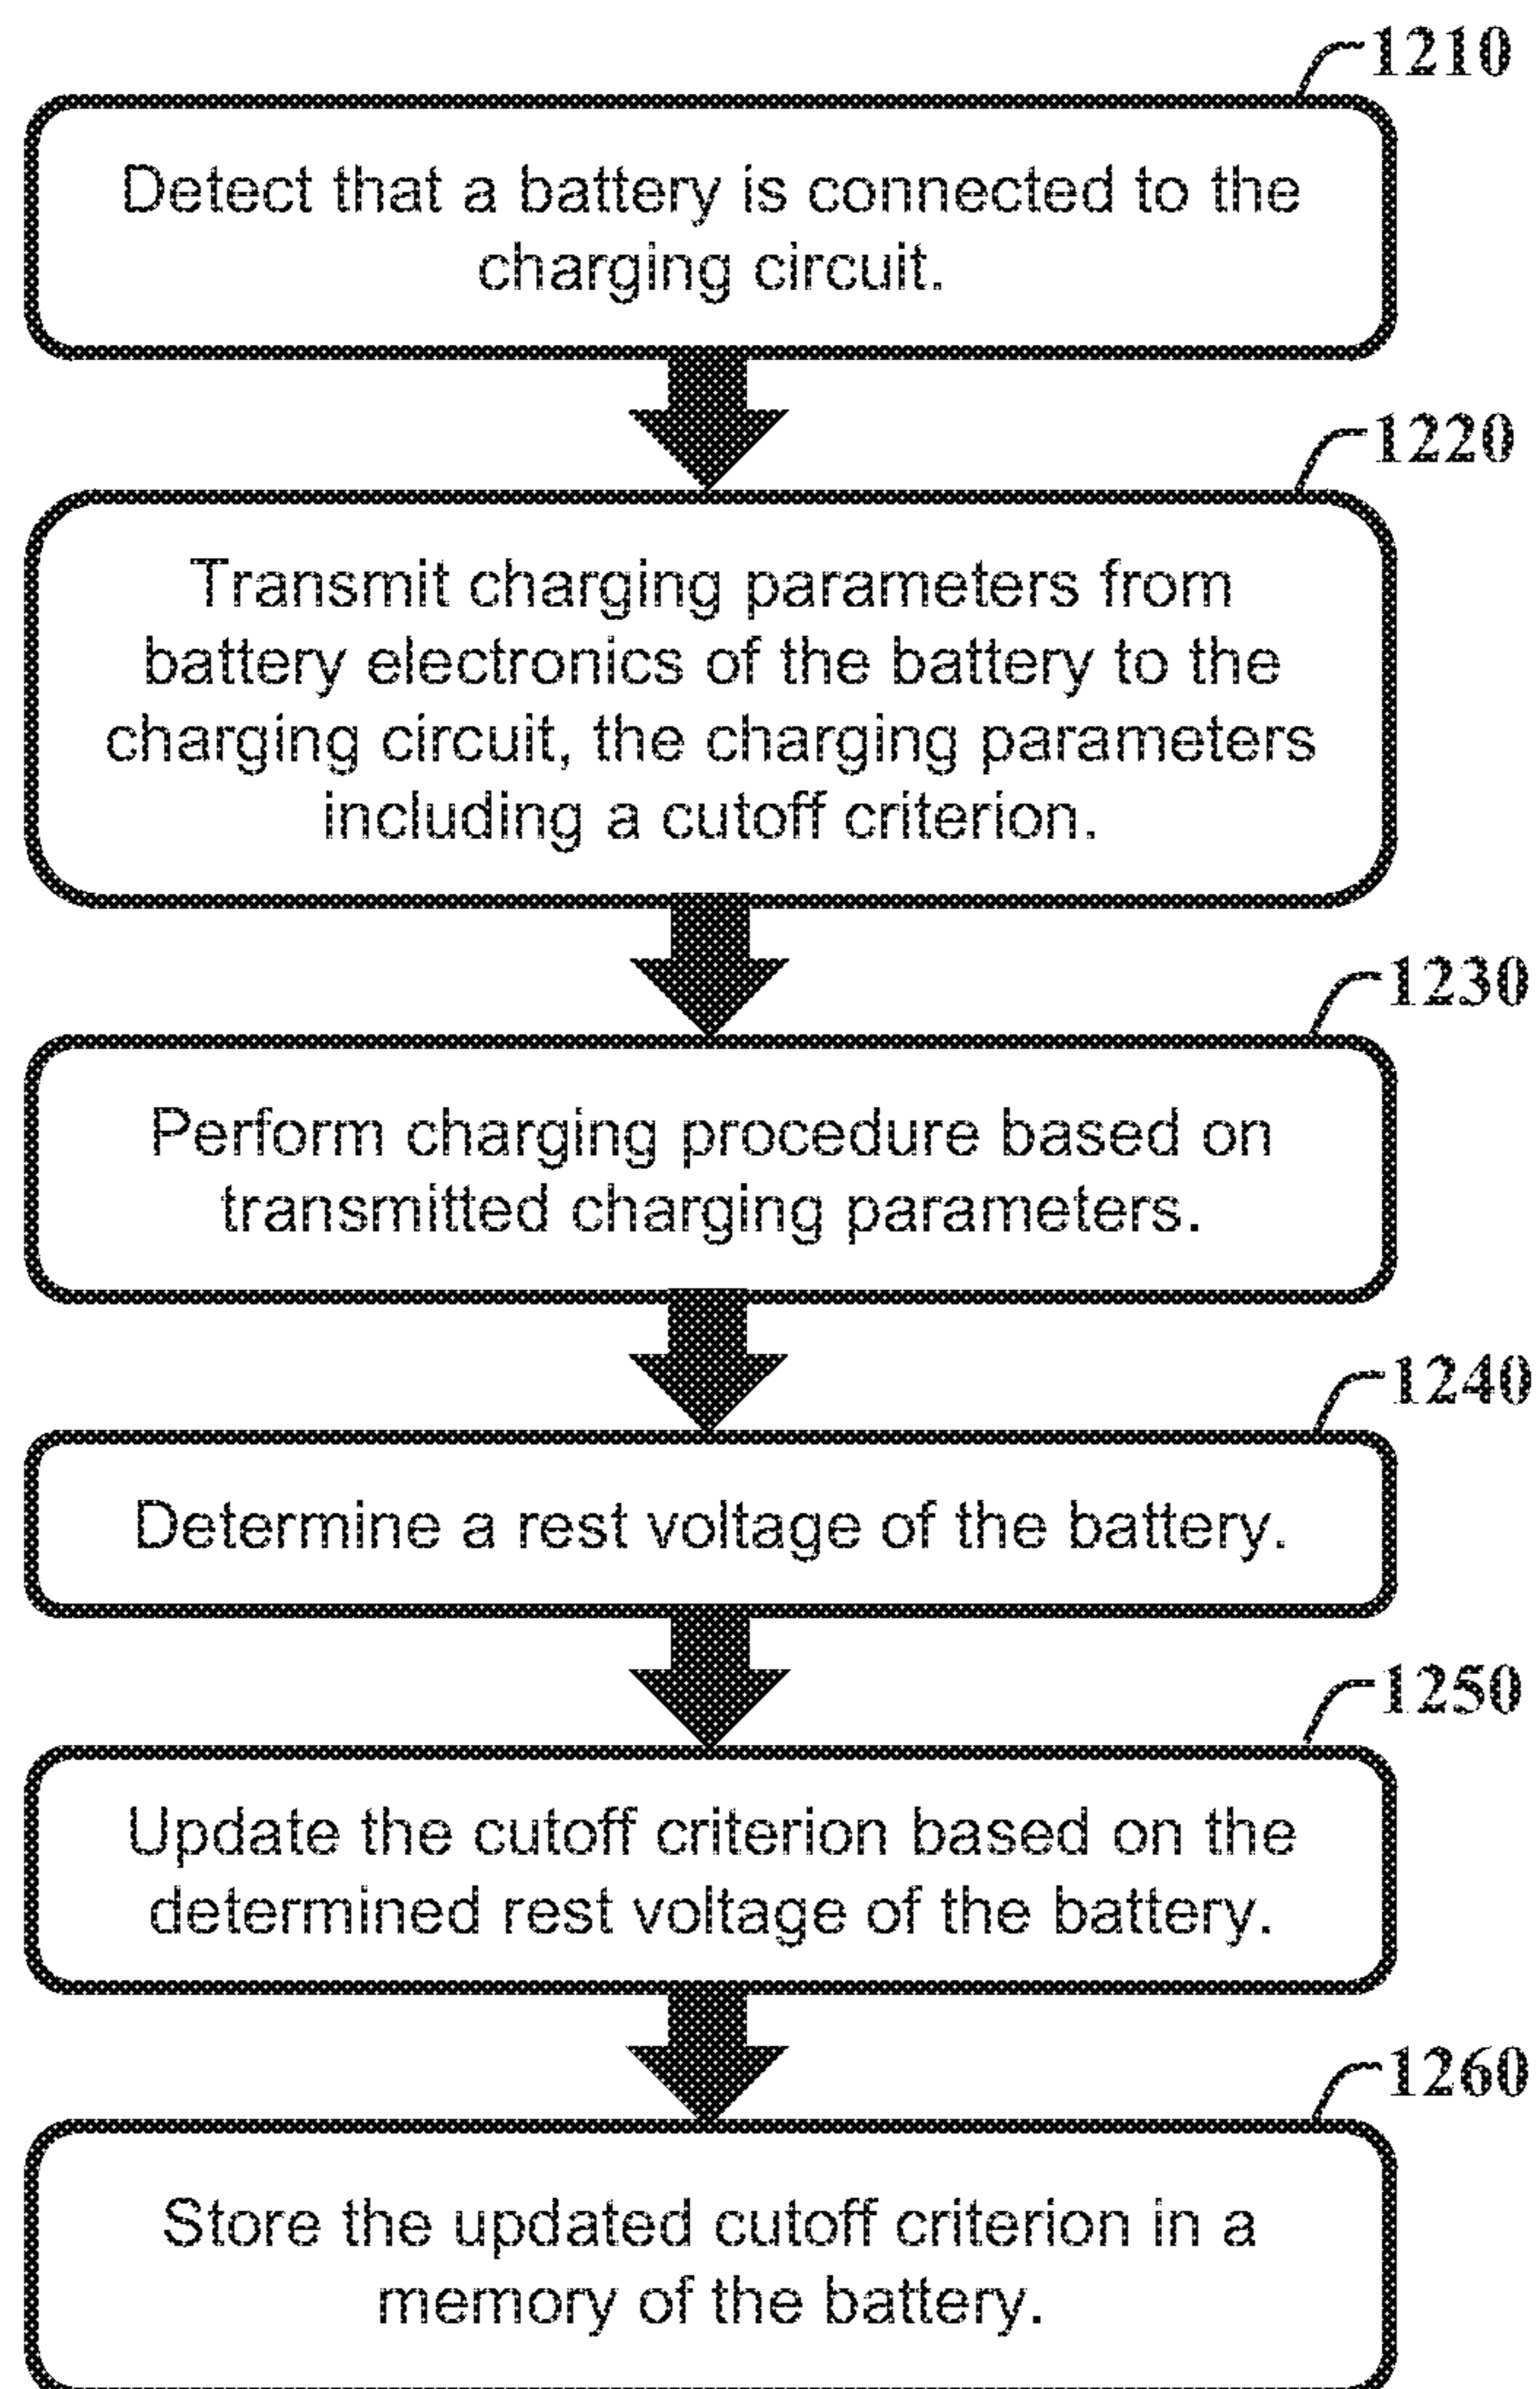 1210
Detect that a battery is connected to the
charging circuit.
1220
Transmit charging parameters from
battery electronics of the battery to the
charging circuit, the charging parameters
including a cutoff criterion.
1230
Perform charging procedure based on
transmitted charging parameters.
1240
Determine a rest voltage of the battery.
1250
Update the cutoff criterion based on the
determined rest voltage of the battery.
1260
Store the updated cutoff criterion in a
memory of the battery.